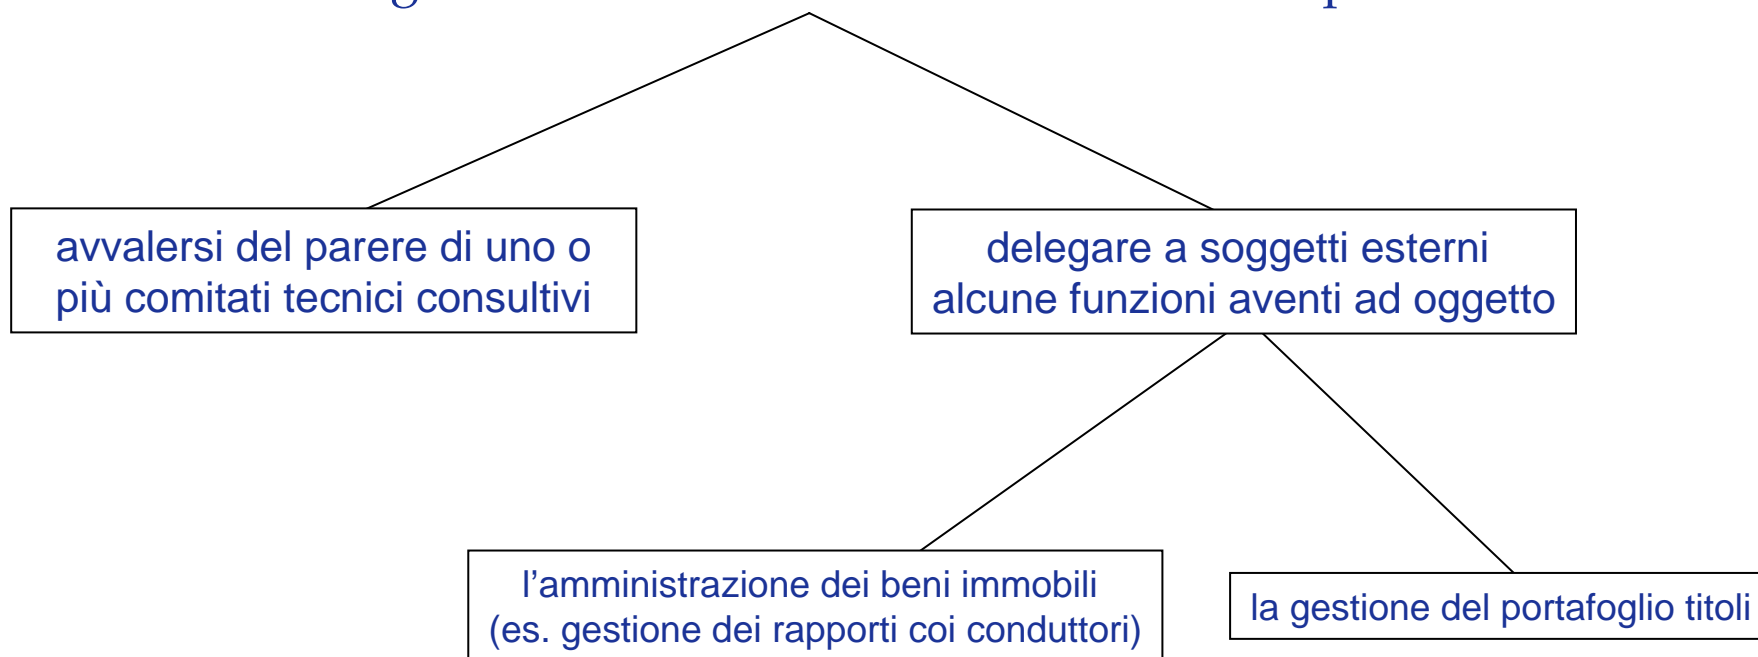 avvalersi del parere di uno o
più comitati tecnici consultivi
delegare a soggetti esterni
alcune funzioni aventi ad oggetto
l’amministrazione dei beni immobili
(es. gestione dei rapporti coi conduttori)
la gestione del portafoglio titoli